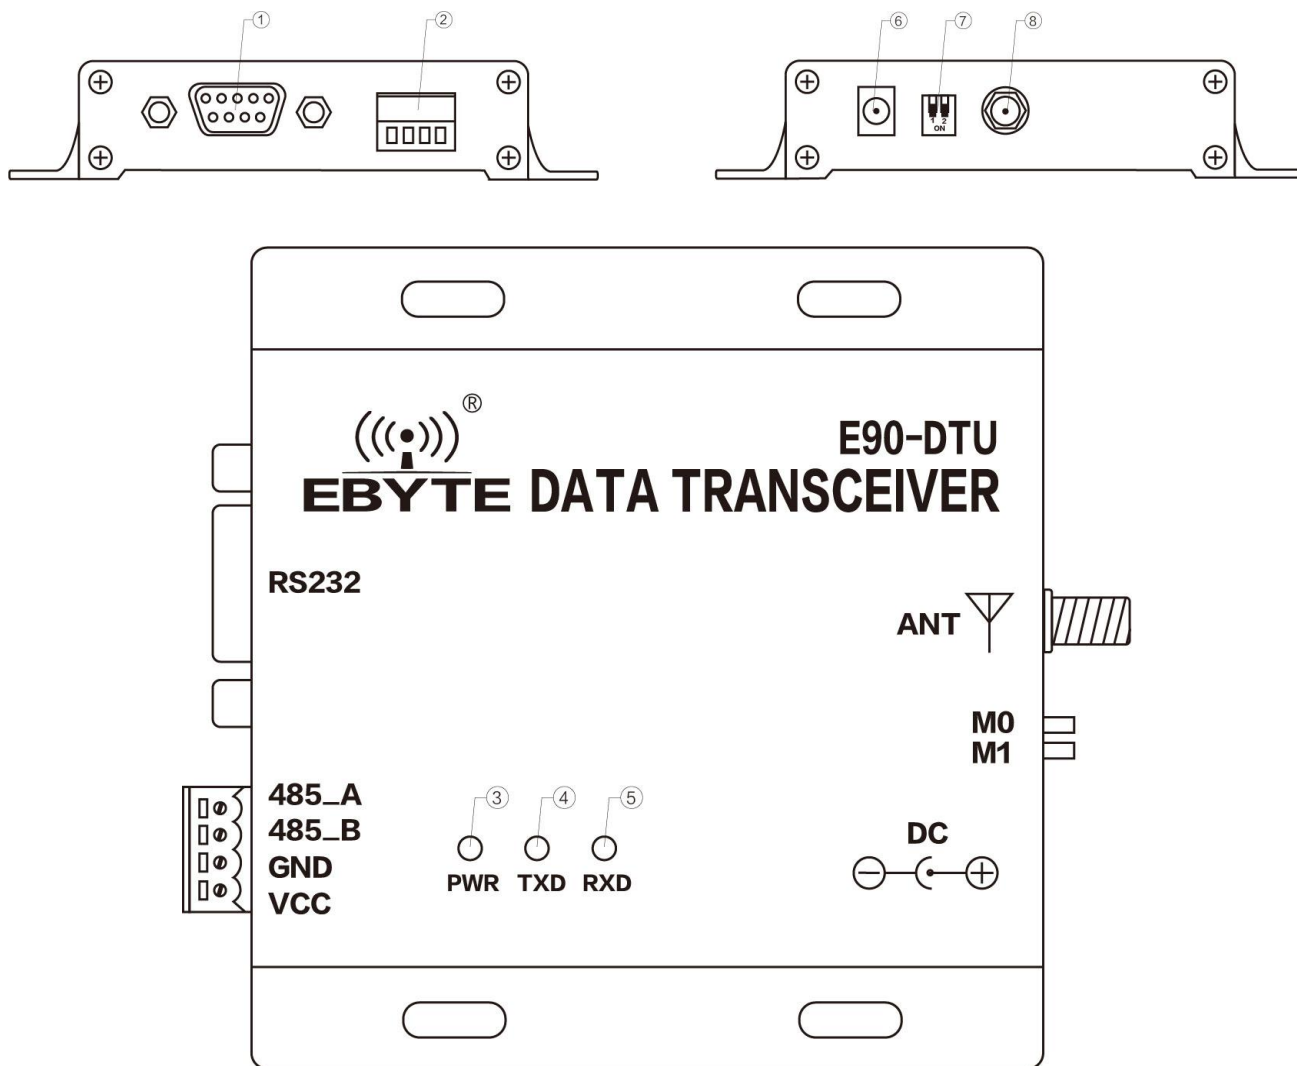 ① ② ⑥ ⑦ ⑧
1 2
ON
®
E90-DTU
EBYTE DATA TRANSCEIVER
RS232
ANT
M0
M1
485_A
485_B
GND
VCC
③ ④ ⑤
PWR TXD RXD
DC